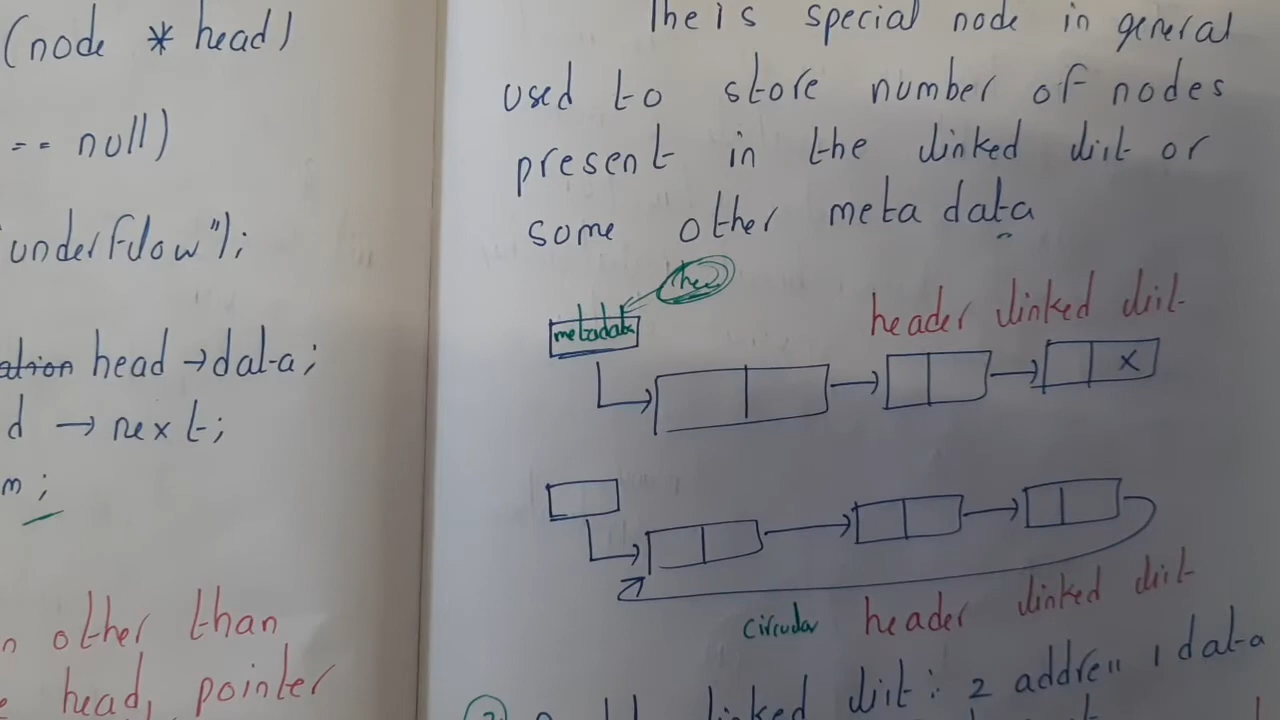 (node * head)
== null)
underflow");
ation head → data;
d → next;
m;
n other than
head, pointer
The is special node in general
used to store number of nodes
present in the linked list or
some other meta data
metadata
header linked list
x
circular header linked list
linked list : 2 address 1 data